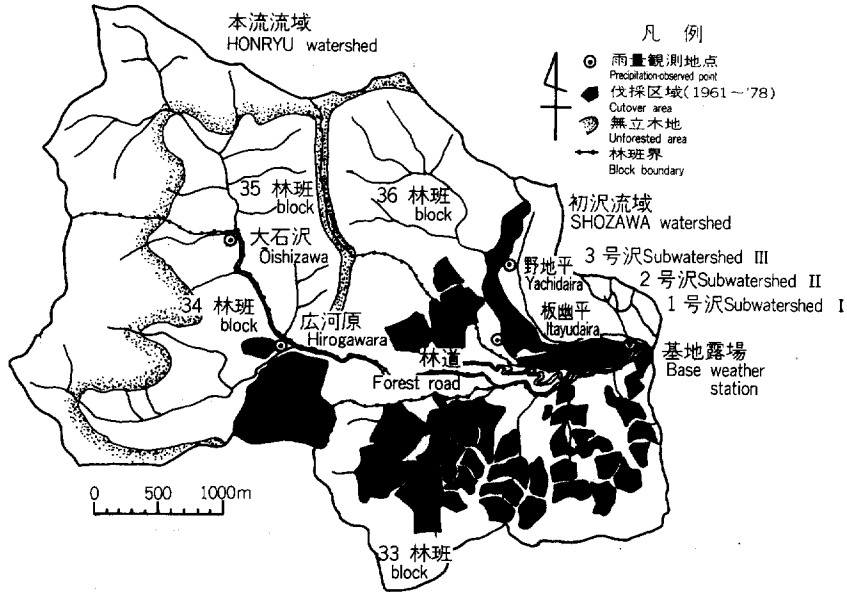 本流流域
HONRYU watershed
凡例
雨量観測地点
Precipitation-observed point
伐採区域(1961~'78)
Cutover area
無立木地
Unforested area
林班界
Block boundary
35 林班
block
36 林班
block
初沢流域
SHOZAWA watershed
大石沢
Ōishizawa
野地平
Yachidaira
3号沢Subwatershed III
2号沢Subwatershed II
1号沢Subwatershed I
34 林班
block
板幽平
Itayudaira
広河原
Hirogawara
林道
Forest road
基地露場
Base weather
station
0 500 1000m
33 林班
block